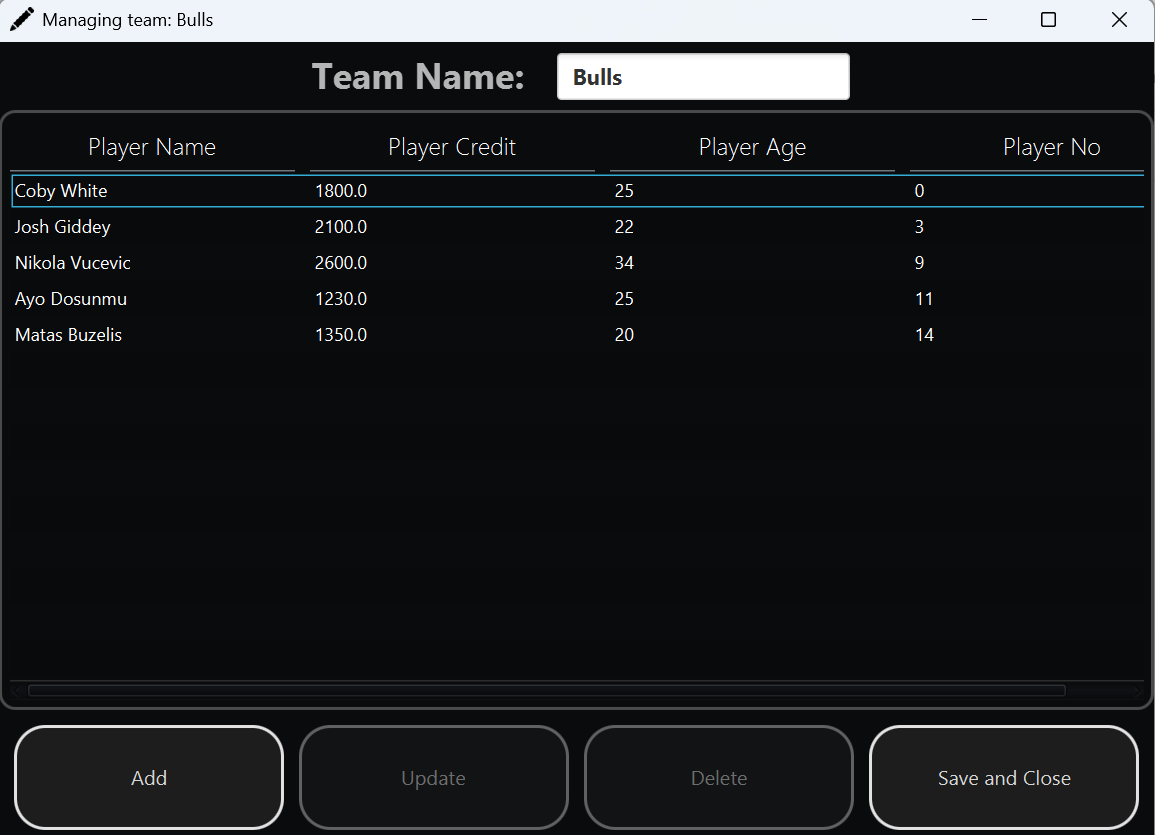 Managing team: Bulls
Team Name: Bulls
Player Name Player Credit Player Age Player No
Coby White 1800.0 25 0
Josh Giddey 2100.0 22 3
Nikola Vucevic 2600.0 34 9
Ayo Dosunmu 1230.0 25 11
Matas Buzelis 1350.0 20 14
Add Update Delete Save and Close